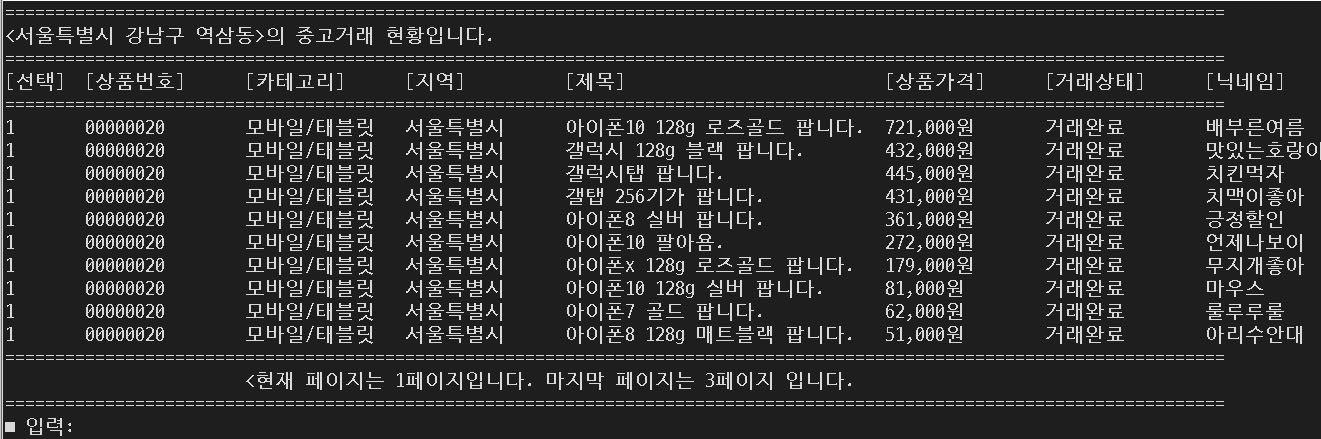 ================================================================================
<서울특별시 강남구 역삼동>의 중고거래 현황입니다.
================================================================================
[선택] [상품번호] [카테고리] [지역] [제목] [상품가격] [거래상태] [닉네임]
================================================================================
1 00000020 모바일/태블릿 서울특별시 아이폰10 128g 로즈골드 팝니다. 721,000원 거래완료 배부른여름
1 00000020 모바일/태블릿 서울특별시 갤럭시 128g 블랙 팝니다. 432,000원 거래완료 맛있는호랑이
1 00000020 모바일/태블릿 서울특별시 갤럭시탭 팝니다. 445,000원 거래완료 치킨먹자
1 00000020 모바일/태블릿 서울특별시 갤탭 256기가 팝니다. 431,000원 거래완료 치맥이좋아
1 00000020 모바일/태블릿 서울특별시 아이폰8 실버 팝니다. 361,000원 거래완료 긍정할인
1 00000020 모바일/태블릿 서울특별시 아이폰10 팔아욤. 272,000원 거래완료 언제나보이
1 00000020 모바일/태블릿 서울특별시 아이폰x 128g 로즈골드 팝니다. 179,000원 거래완료 무지개좋아
1 00000020 모바일/태블릿 서울특별시 아이폰10 128g 실버 팝니다. 81,000원 거래완료 마우스
1 00000020 모바일/태블릿 서울특별시 아이폰7 골드 팝니다. 62,000원 거래완료 룰루루룰
1 00000020 모바일/태블릿 서울특별시 아이폰8 128g 매트블랙 팝니다. 51,000원 거래완료 아리수안대
================================================================================
<현재 페이지는 1페이지입니다. 마지막 페이지는 3페이지 입니다.
================================================================================
■ 입력: